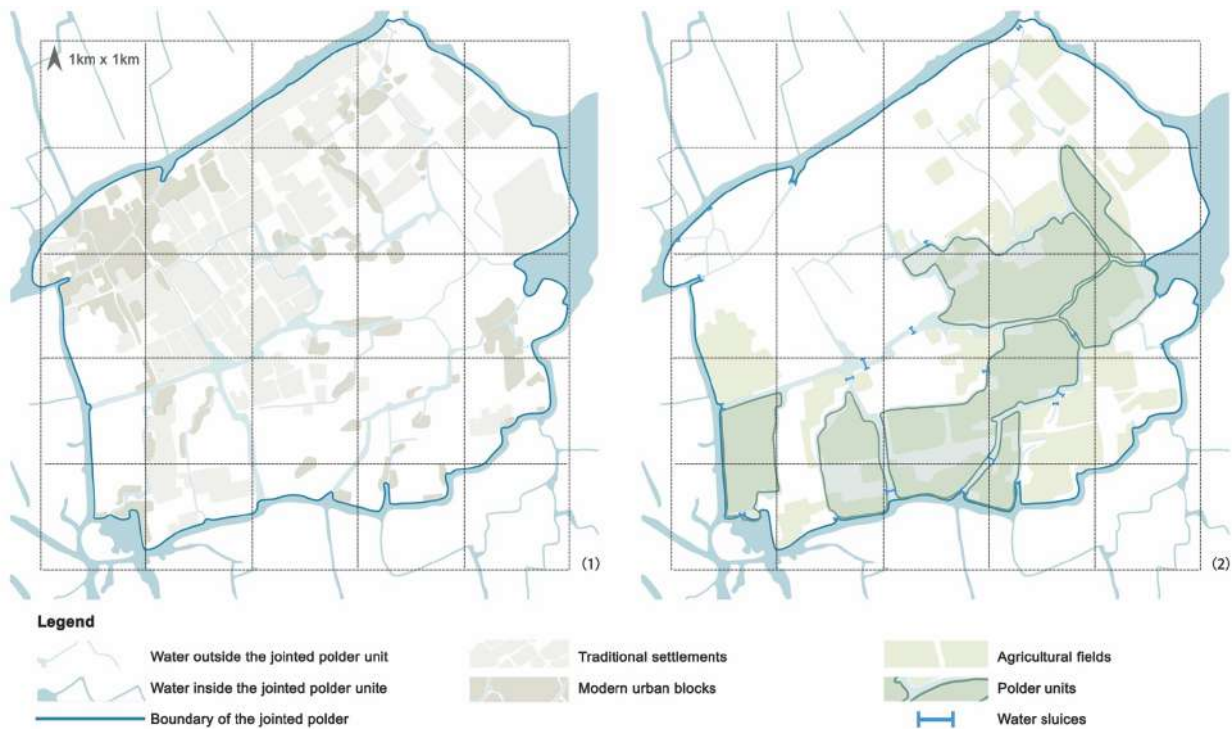 1km x 1km
(1)
(2)
Legend
Water outside the jointed polder unit
Water inside the jointed polder unite
Boundary of the jointed polder
Traditional settlements
Modern urban blocks
Agricultural fields
Polder units
Water sluices